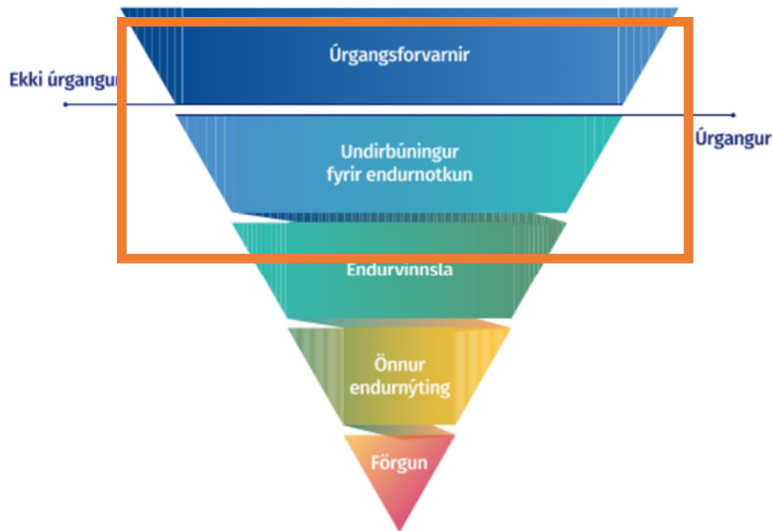 Úrgangsforvarnir
Ekki úrgangur
Úrgangur
Undirbúningur
fyrir endurnotkun
Endurvinnsla
Önnur
endurnýting
Förgun